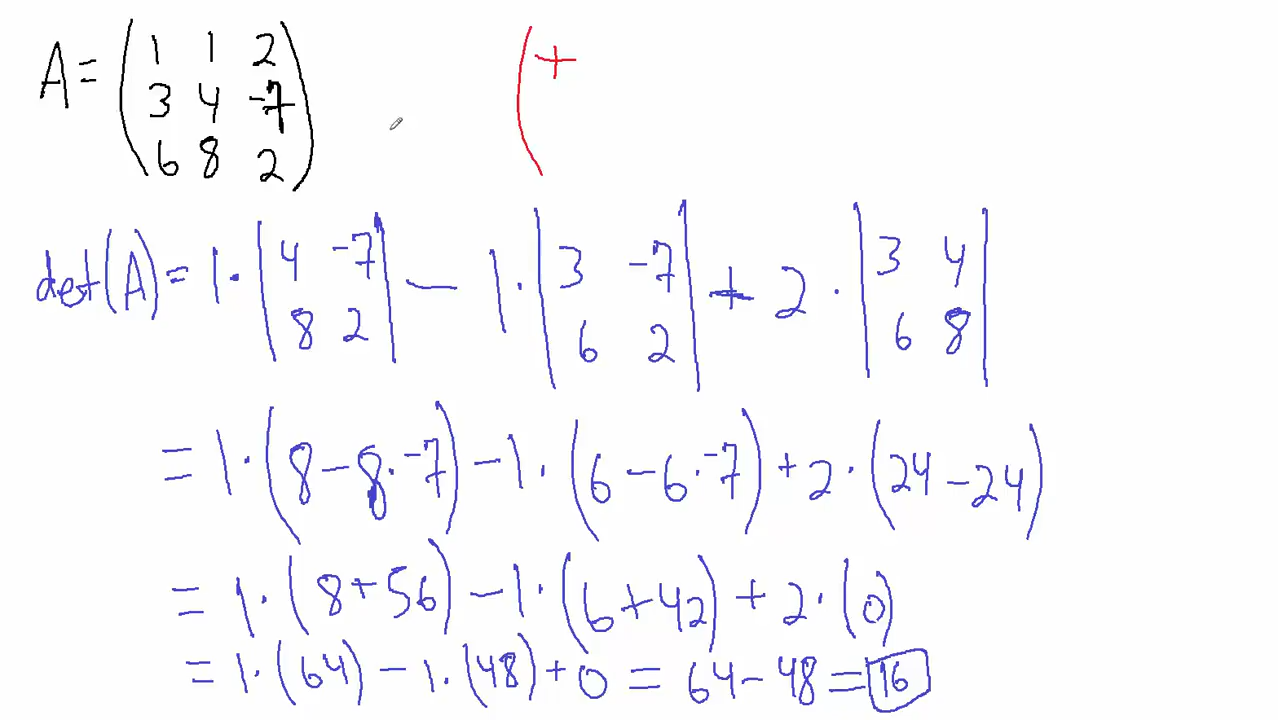 A = ( 1 1 2 ( +
3 4 -7
6 8 2 )
det(A) = 1 · | 4 -7 | - 1 · | 3 -7 | + 2 · | 3 4 |
| 8 2 | | 6 2 | | 6 8 |
= 1 · (8 - 8 · -7) - 1 · (6 - 6 · -7) + 2 · (24 - 24)
= 1 · (8 + 56) - 1 · (6 + 42) + 2 · (0)
= 1 · (64) - 1 · (48) + 0 = 64 - 48 = 16